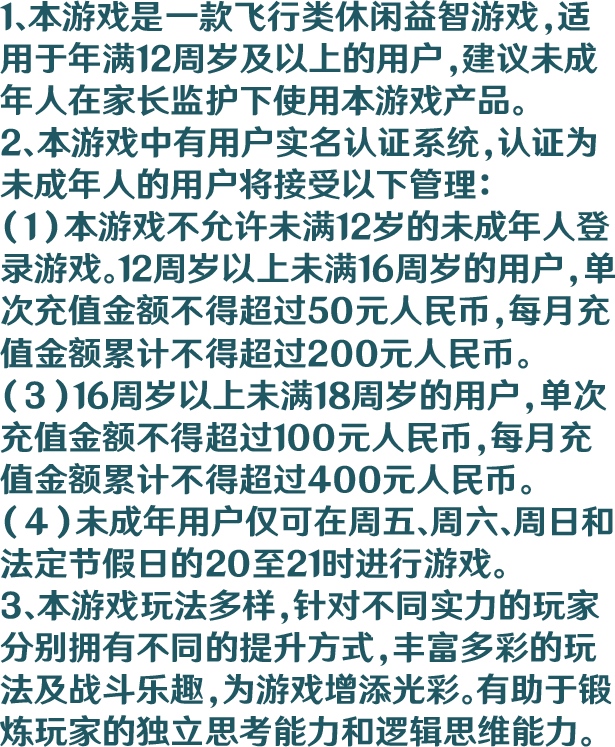 1、本游戏是一款飞行类休闲益智游戏,适
用于年满12周岁及以上的用户,建议未成
年人在家长监护下使用本游戏产品。
2、本游戏中有用户实名认证系统,认证为
未成年人的用户将接受以下管理:
(1)本游戏不允许未满12岁的未成年人登
录游戏。12周岁以上未满16周岁的用户,单
次充值金额不得超过50元人民币,每月充
值金额累计不得超过200元人民币。
(3)16周岁以上未满18周岁的用户,单次
充值金额不得超过100元人民币,每月充
值金额累计不得超过400元人民币。
(4)未成年用户仅可在周五、周六、周日和
法定节假日的20至21时进行游戏。
3、本游戏玩法多样,针对不同实力的玩家
分别拥有不同的提升方式,丰富多彩的玩
法及战斗乐趣,为游戏增添光彩。有助于锻
炼玩家的独立思考能力和逻辑思维能力。